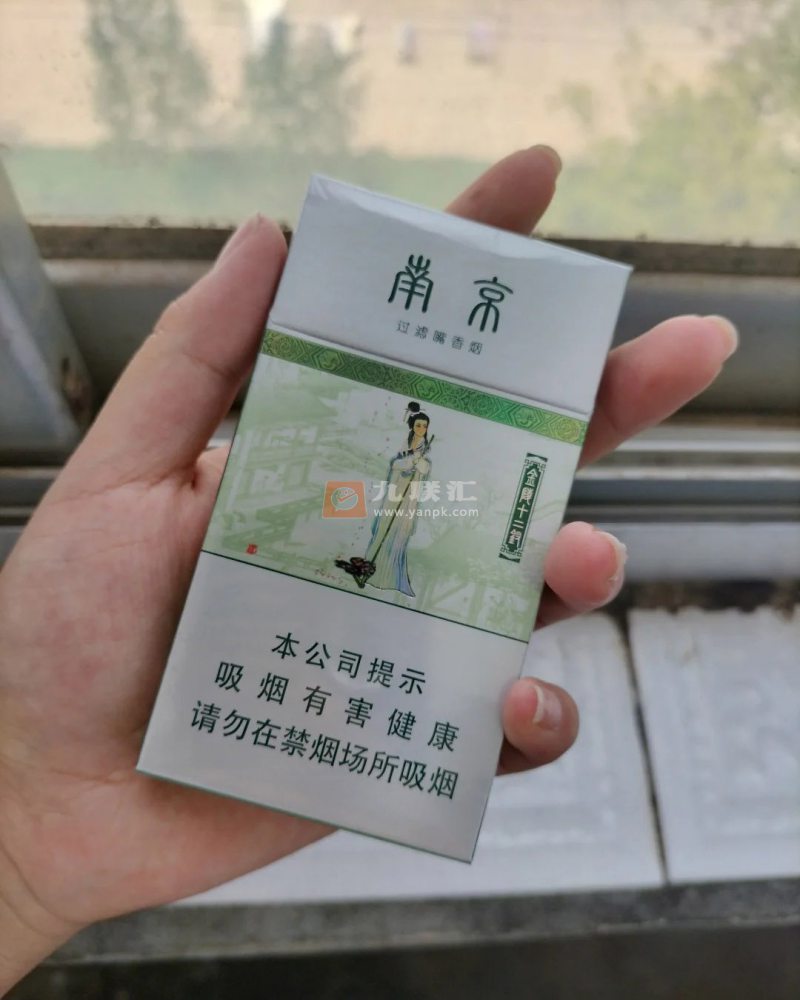 南京
过滤嘴香烟
金陵十二钗
九联汇
www.yanpk.com
本公司提示
吸烟有害健康
请勿在禁烟场所吸烟